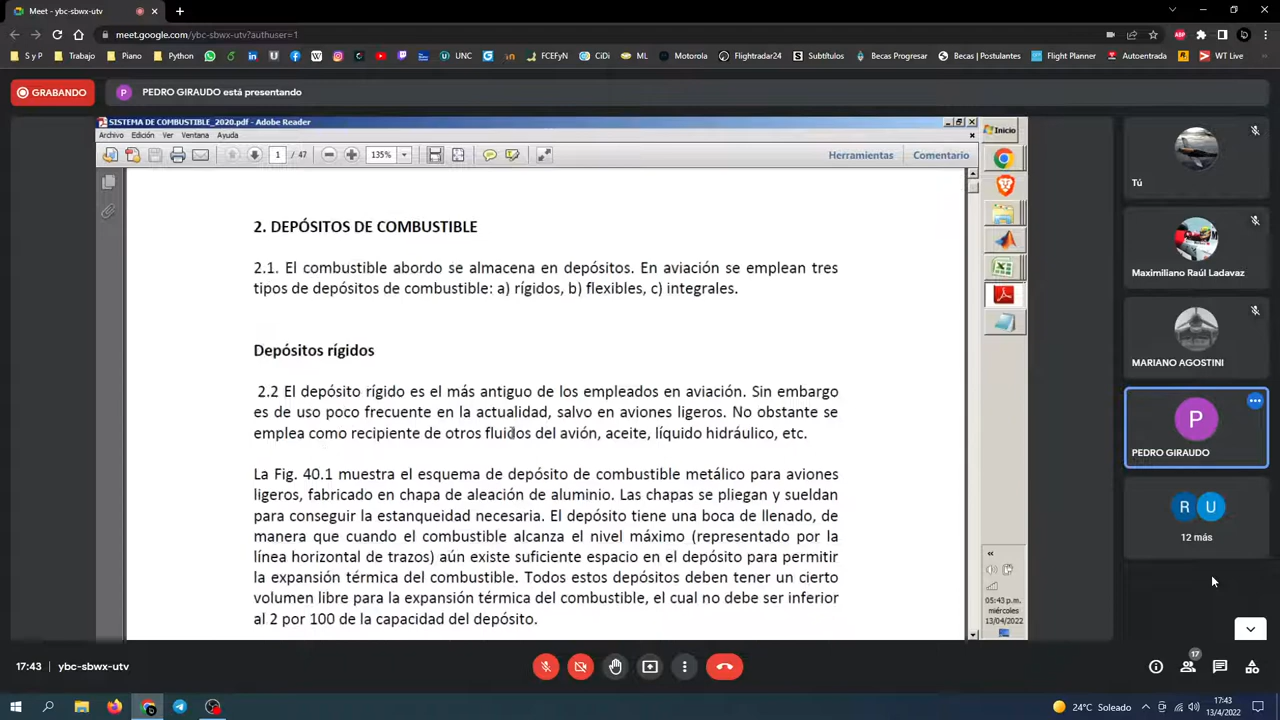 Meet - ybc-sbwx-utv
meet.google.com/ybc-sbwx-utv?authuser=1
S y P
Trabajo
Piano
Python
UNC
in
FCEFyN
CiDi
ML
Motorola
Flightradar24
Subtítulos
Becas Progresar
Becas | Postulantes
Flight Planner
Autoentrada
WT Live
GRABANDO
P
PEDRO GIRAUDO está presentando
SISTEMA DE COMBUSTIBLE_2020.pdf - Adobe Reader
Archivo Edición Ver Ventana Ayuda
1 / 47
135%
Herramientas
Comentario
Inicio
2. DEPÓSITOS DE COMBUSTIBLE
2.1. El combustible abordo se almacena en depósitos. En aviación se emplean tres
tipos de depósitos de combustible: a) rígidos, b) flexibles, c) integrales.
Depósitos rígidos
2.2 El depósito rígido es el más antiguo de los empleados en aviación. Sin embargo
es de uso poco frecuente en la actualidad, salvo en aviones ligeros. No obstante se
emplea como recipiente de otros fluidos del avión, aceite, líquido hidráulico, etc.
La Fig. 40.1 muestra el esquema de depósito de combustible metálico para aviones
ligeros, fabricado en chapa de aleación de aluminio. Las chapas se pliegan y sueldan
para conseguir la estanqueidad necesaria. El depósito tiene una boca de llenado, de
manera que cuando el combustible alcanza el nivel máximo (representado por la
línea horizontal de trazos) aún existe suficiente espacio en el depósito para permitir
la expansión térmica del combustible. Todos estos depósitos deben tener un cierto
volumen libre para la expansión térmica del combustible, el cual no debe ser inferior
al 2 por 100 de la capacidad del depósito.
05:43 p.m.
miércoles
13/04/2022
Tú
Maximiliano Raúl Ladavaz
MARIANO AGOSTINI
P
PEDRO GIRAUDO
R U
12 más
17:43
ybc-sbwx-utv
17
24°C Soleado
17:43
13/4/2022